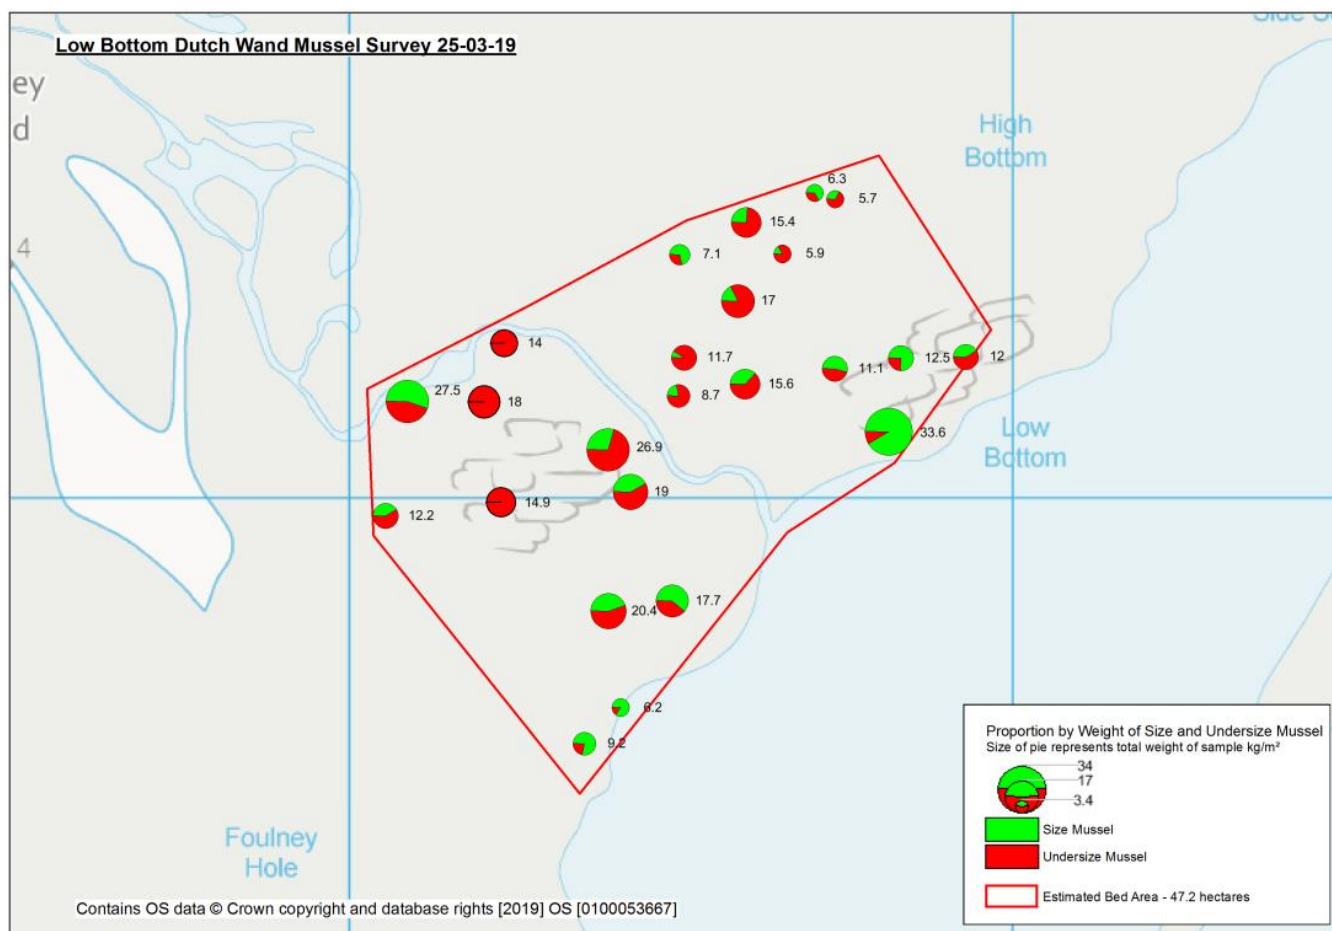 Side S
Low Bottom Dutch Wand Mussel Survey 25-03-19
ey
d
High
Bottom
6.3
5.7
15.4
4
7.1
5.9
17
14
11.7
12.5
12
11.1
27.5
8.7
15.6
18
33.6
Low
Bottom
26.9
19
14.9
12.2
17.7
20.4
6.2
9.2
Proportion by Weight of Size and Undersize Mussel
Size of pie represents total weight of sample kg/m²
34
17
3.4
Size Mussel
Undersize Mussel
Estimated Bed Area - 47.2 hectares
Foulney
Hole
Contains OS data © Crown copyright and database rights [2019] OS [0100053667]